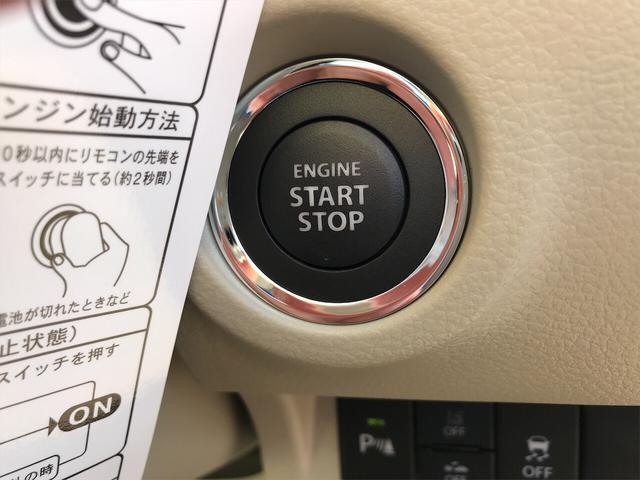 ンジン始動方法
0秒以内にリモコンの先端を
スイッチに当てる(約2秒間)
電池が切れたときなど
止状態)
スイッチを押す
ON
の時
ENGINE
START
STOP
P
OFF
OFF
OFF